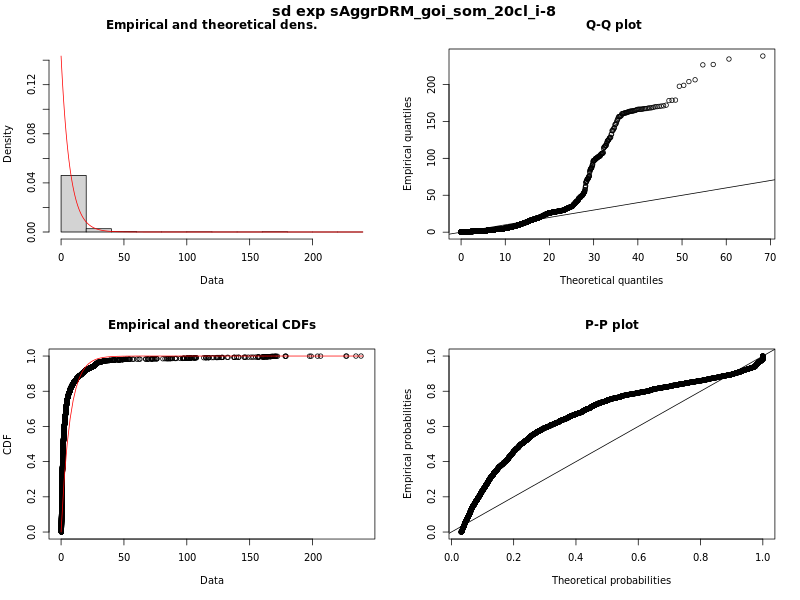 sd exp sAggrDRM_goi_som_20cl_i-8
Empirical and theoretical dens.
Density
0.00 0.04 0.08 0.12
0 50 100 150 200
Data
Q-Q plot
Empirical quantiles
0 50 100 150 200
0 10 20 30 40 50 60 70
Theoretical quantiles
Empirical and theoretical CDFs
CDF
0.0 0.2 0.4 0.6 0.8 1.0
0 50 100 150 200
Data
P-P plot
Empirical probabilities
0.0 0.2 0.4 0.6 0.8 1.0
0.0 0.2 0.4 0.6 0.8 1.0
Theoretical probabilities